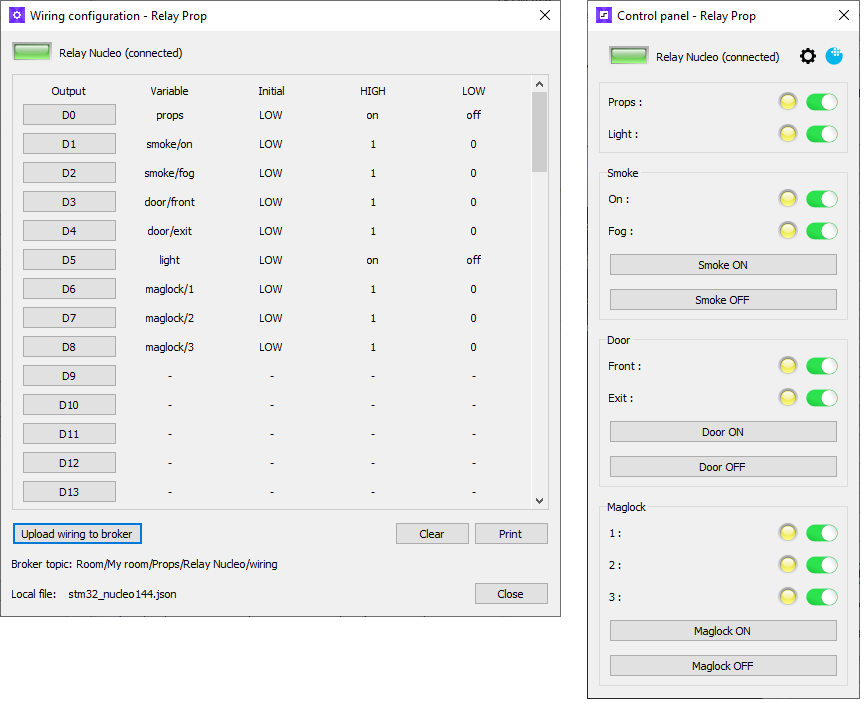 Wiring configuration - Relay Prop
Relay Nucleo (connected)
Output Variable Initial HIGH LOW
D0 props LOW on off
D1 smoke/on LOW 1 0
D2 smoke/fog LOW 1 0
D3 door/front LOW 1 0
D4 door/exit LOW 1 0
D5 light LOW on off
D6 maglock/1 LOW 1 0
D7 maglock/2 LOW 1 0
D8 maglock/3 LOW 1 0
D9 - - - -
D10 - - - -
D11 - - - -
D12 - - - -
D13 - - - -
Upload wiring to broker Clear Print
Broker topic: Room/My room/Props/Relay Nucleo/wiring
Local file: stm32_nucleo144.json Close
Control panel - Relay Prop
Relay Nucleo (connected)
Props :
Light :
Smoke
On :
Fog :
Smoke ON
Smoke OFF
Door
Front :
Exit :
Door ON
Door OFF
Maglock
1 :
2 :
3 :
Maglock ON
Maglock OFF